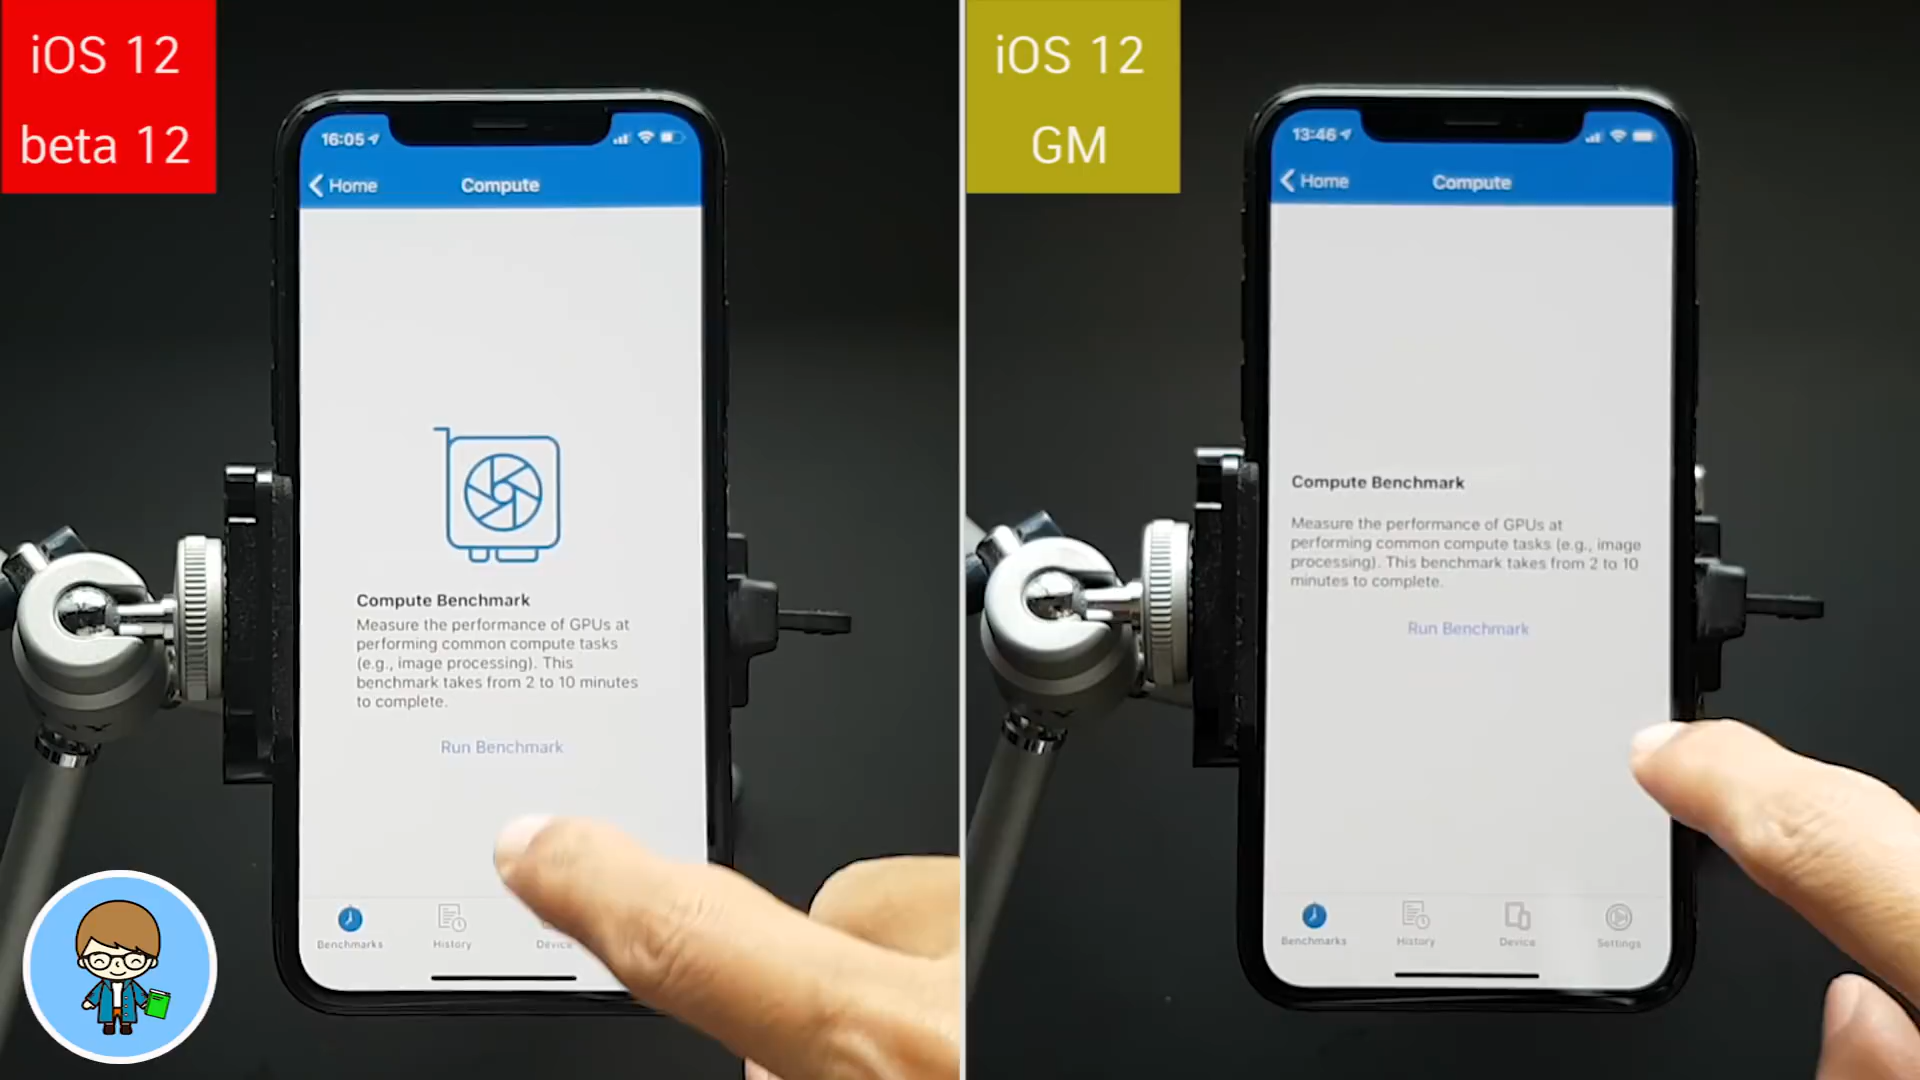 iOS 12
beta 12
16:05
Home
Compute
Compute Benchmark
Measure the performance of GPUs at
performing common compute tasks
(e.g., image processing). This
benchmark takes from 2 to 10 minutes
to complete.
Run Benchmark
Benchmarks
History
Device
iOS 12
GM
13:46
Home
Compute
Compute Benchmark
Measure the performance of GPUs at
performing common compute tasks (e.g., image
processing). This benchmark takes from 2 to 10
minutes to complete.
Run Benchmark
Benchmarks
History
Device
Settings